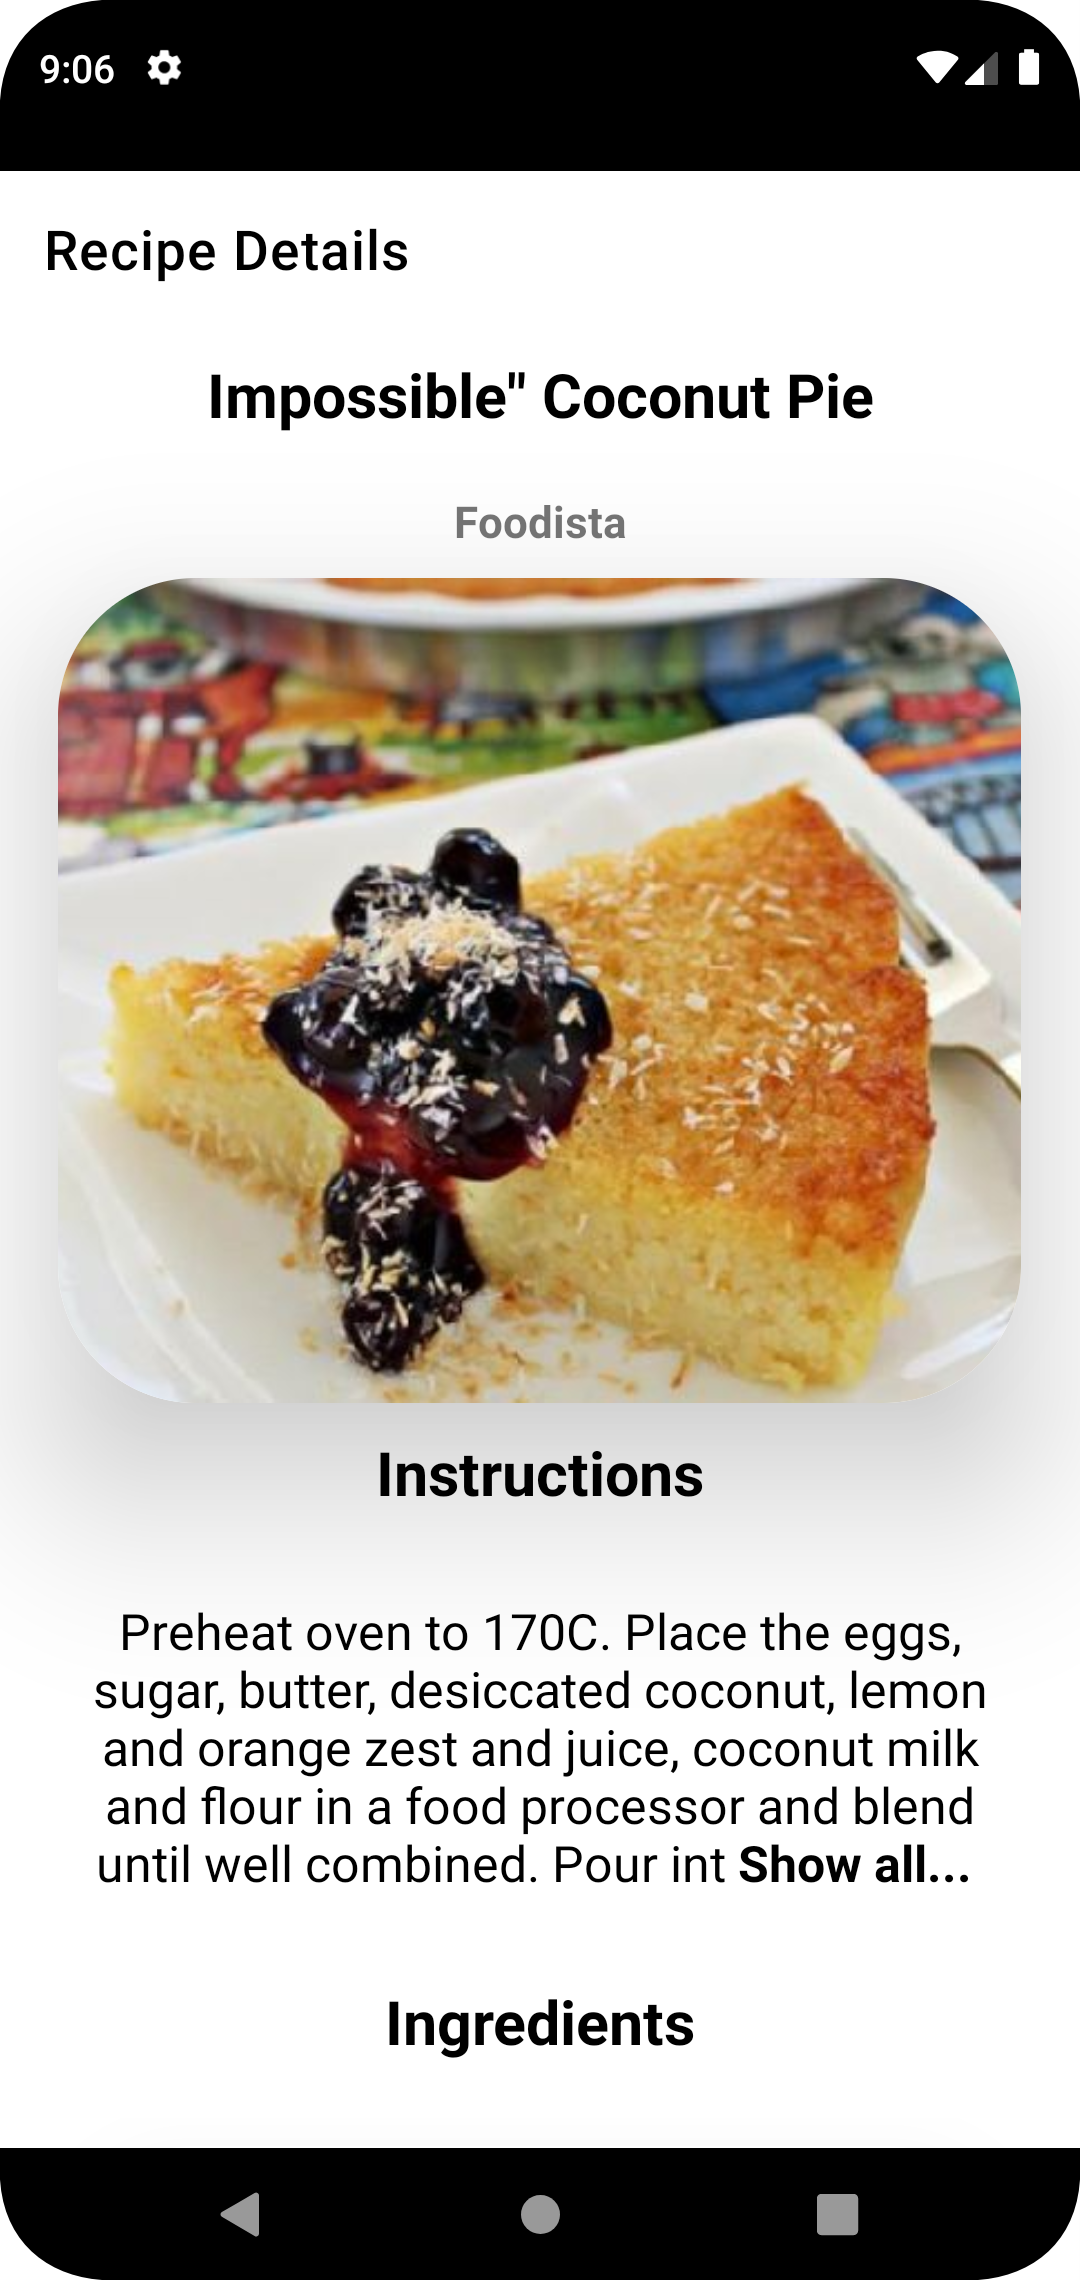 9:06
Recipe Details
Impossible" Coconut Pie
Foodista
Instructions
Preheat oven to 170C. Place the eggs,
sugar, butter, desiccated coconut, lemon
and orange zest and juice, coconut milk
and flour in a food processor and blend
until well combined. Pour int Show all...
Ingredients